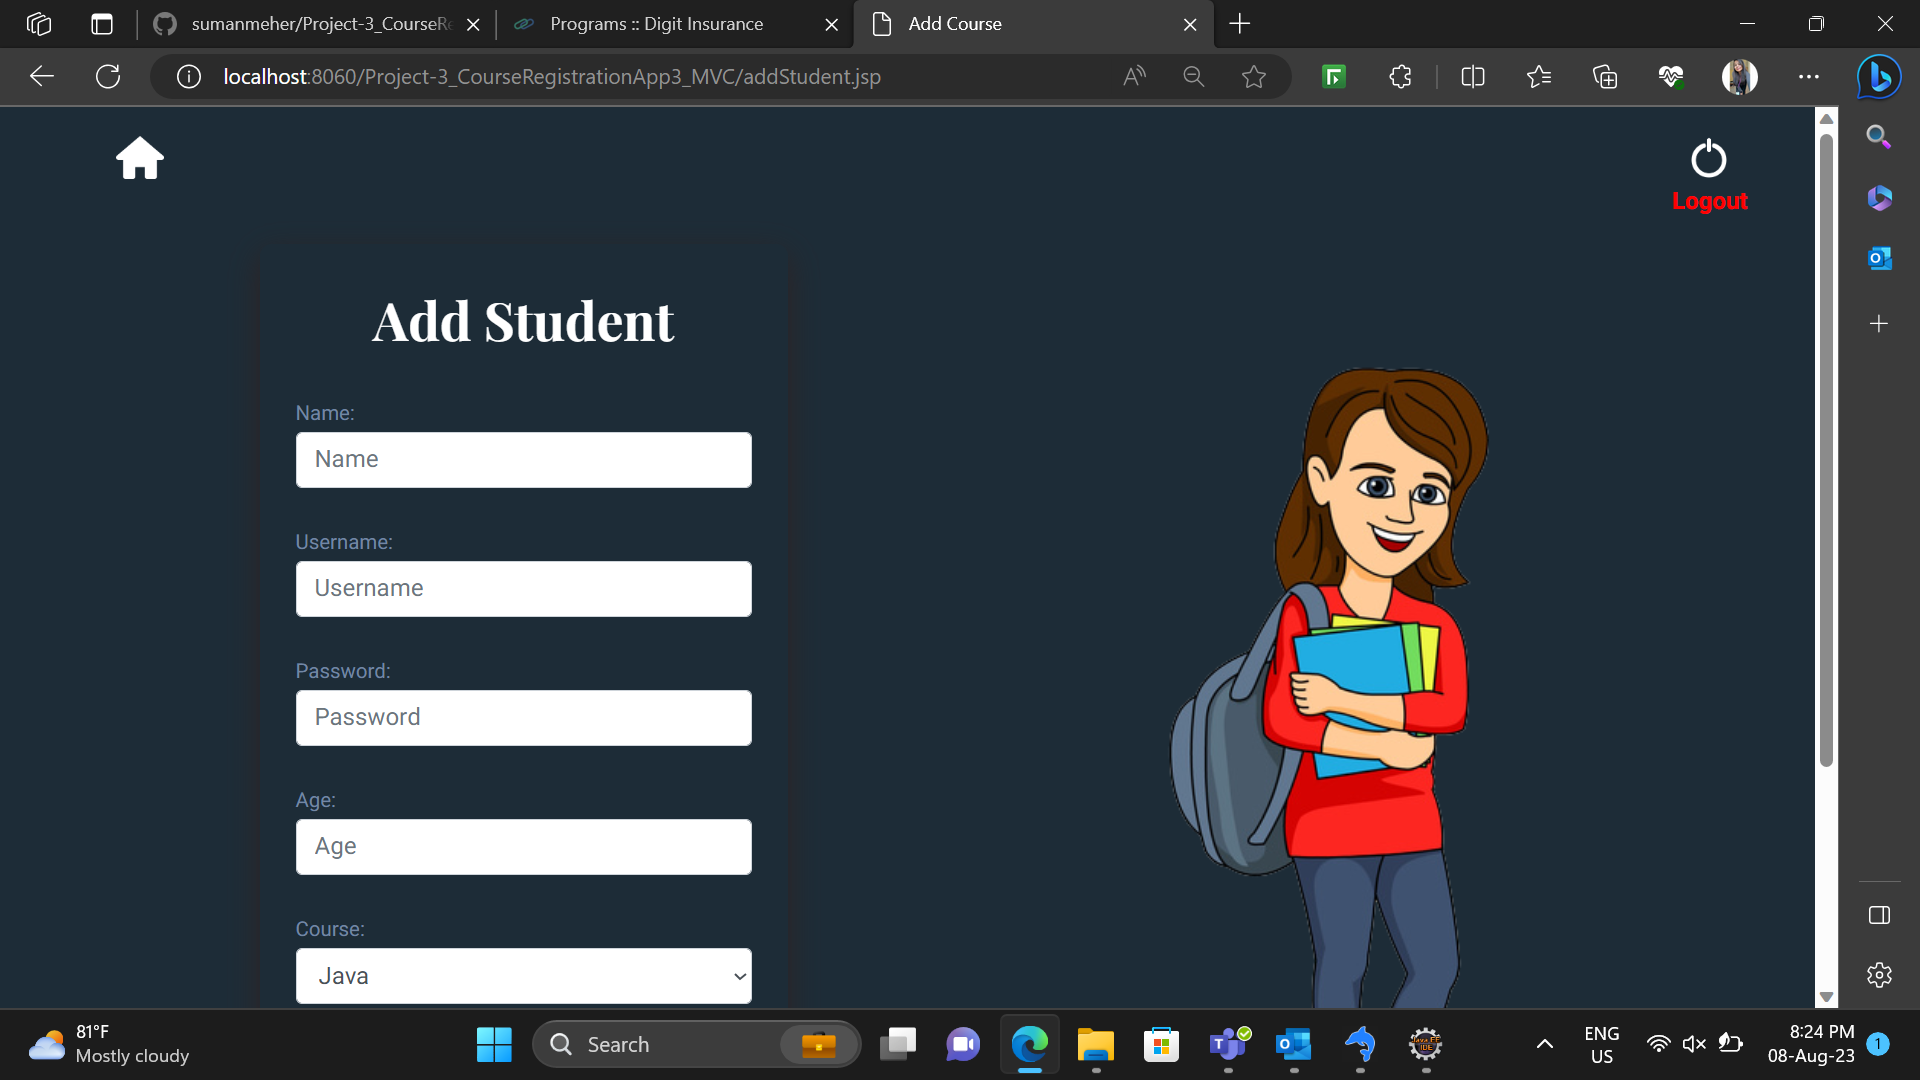 sumanmeher/Project-3_CourseRe
Programs :: Digit Insurance
Add Course
localhost:8060/Project-3_CourseRegistrationApp3_MVC/addStudent.jsp
Logout
Add Student
Name:
Name
Username:
Username
Password:
Password
Age:
Age
Course:
Java
81°F
Mostly cloudy
Search
ENG
US
8:24 PM
08-Aug-23
1